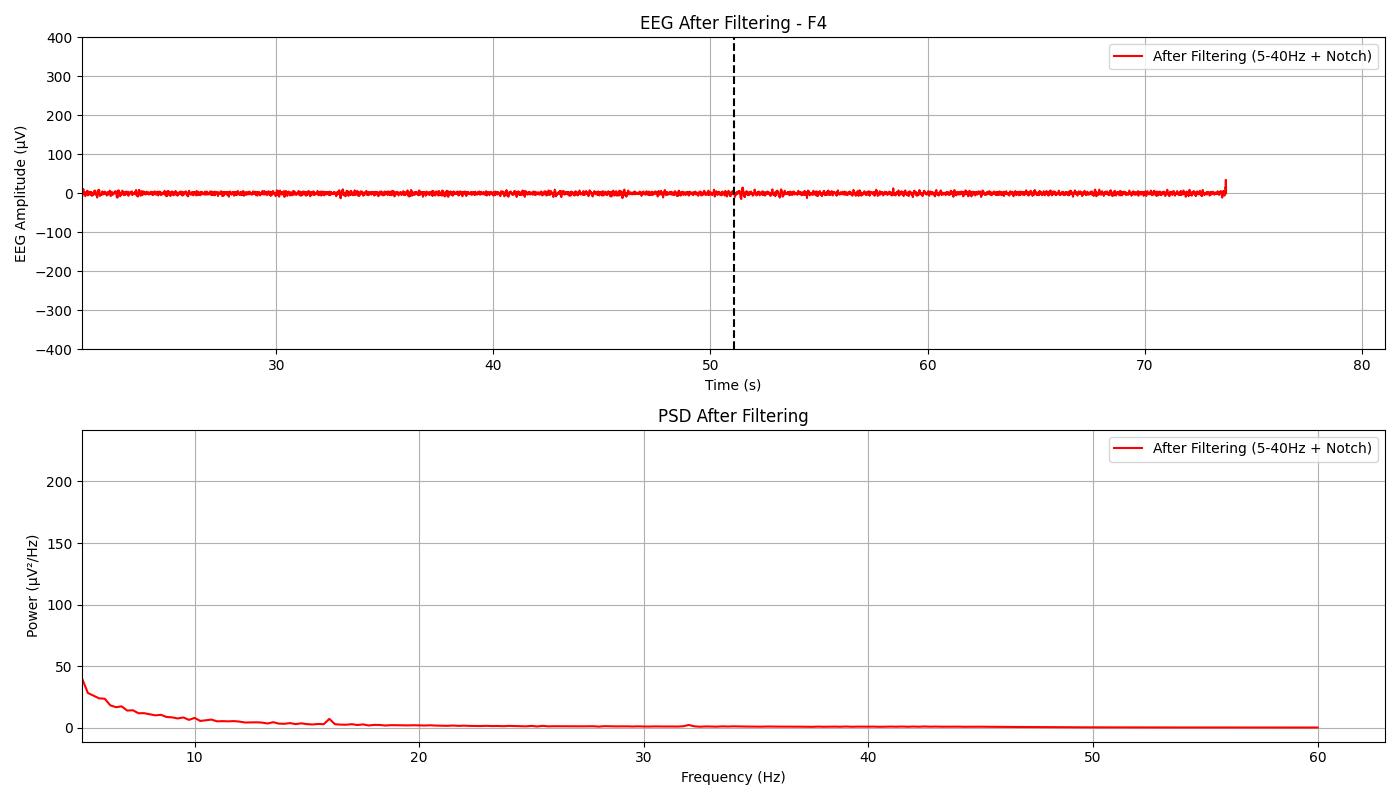 EEG After Filtering - F4
After Filtering (5-40Hz + Notch)
EEG Amplitude (µV)
400
300
200
100
0
−100
−200
−300
−400
30 40 50 60 70 80
Time (s)
PSD After Filtering
After Filtering (5-40Hz + Notch)
Power (µV²/Hz)
200
150
100
50
0
10 20 30 40 50 60
Frequency (Hz)